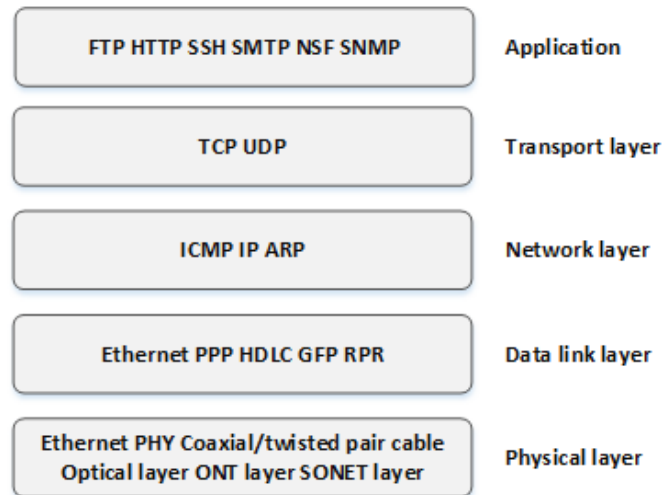 FTP HTTP SSH SMTP NSF SNMP
Application
TCP UDP
Transport layer
ICMP IP ARP
Network layer
Ethernet PPP HDLC GFP RPR
Data link layer
Ethernet PHY Coaxial/twisted pair cable
Optical layer ONT layer SONET layer
Physical layer